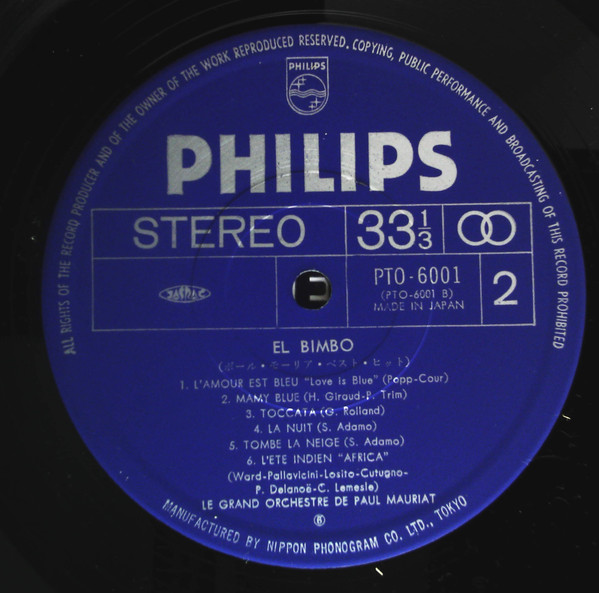 ALL RIGHTS OF THE RECORD PRODUCER AND OF THE OWNER OF THE WORK REPRODUCED RESERVED. COPYING, PUBLIC PERFORMANCE AND BROADCASTING OF THIS RECORD PROHIBITED
PHILIPS
PHILIPS
STEREO 33 1/3
PTO-6001
(PTO-6001 B)
MADE IN JAPAN
2
EL BIMBO
(ポール・モーリア・ベスト・ヒット)
1. L'AMOUR EST BLEU "Love is Blue" (Popp-Cour)
2. MAMY BLUE (H. Giraud-P. Trim)
3. TOCCATA (G. Rolland)
4. LA NUIT (S. Adamo)
5. TOMBE LA NEIGE (S. Adamo)
6. L'ETE INDIEN "AFRICA"
(Ward-Pallavicini-Losito-Cutugno-
P. Delanoë-C. Lemesle)
LE GRAND ORCHESTRE DE PAUL MAURIAT
MANUFACTURED BY NIPPON PHONOGRAM CO. LTD., TOKYO